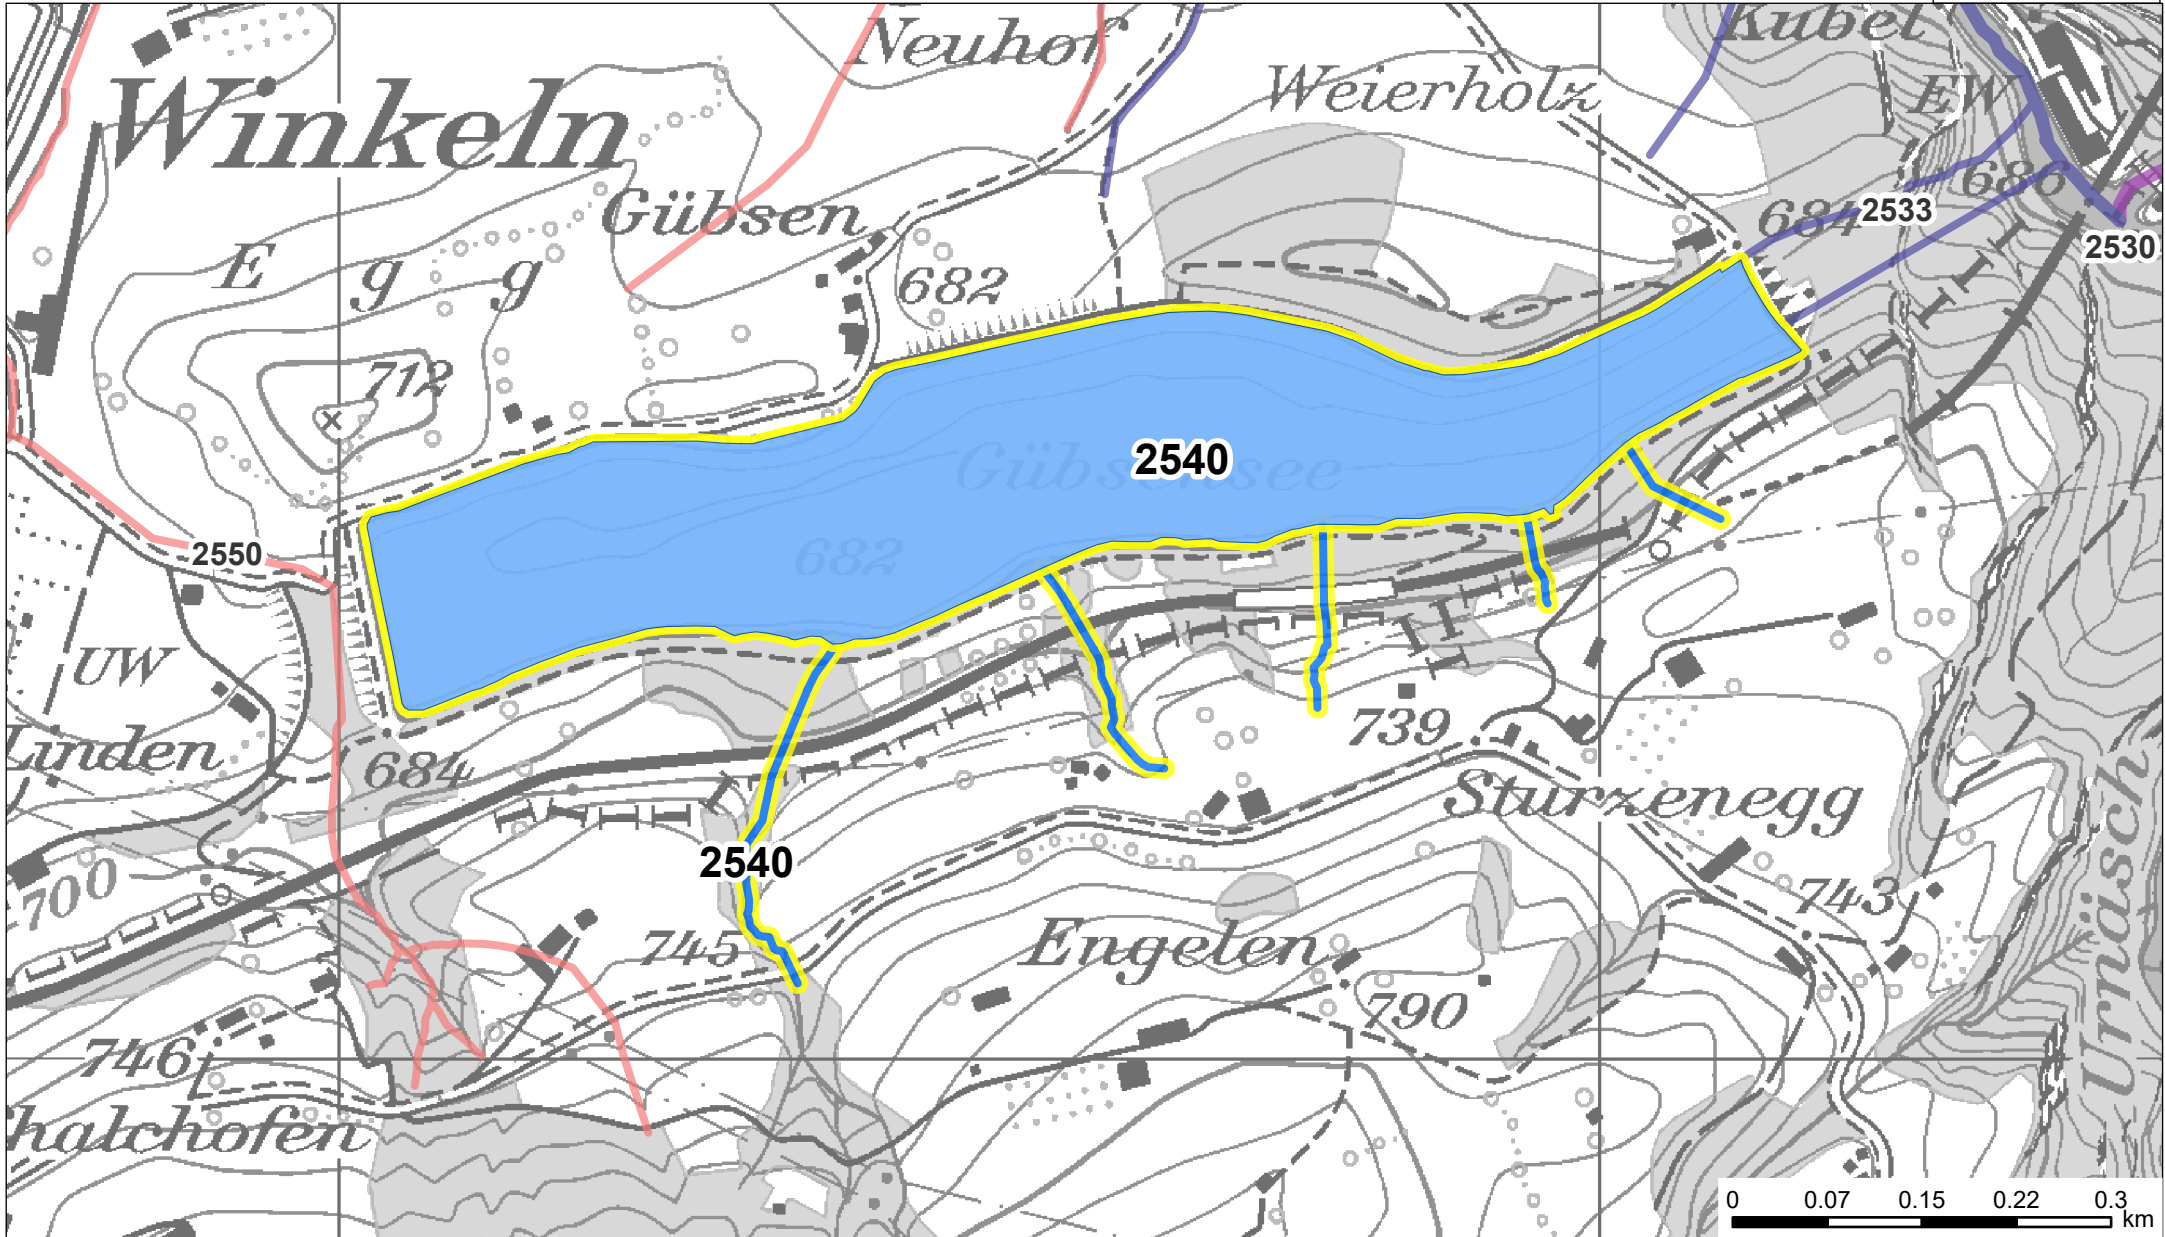 Neuhof
Kubel
Winkeln
Weierholz
EW
686
Gübsen
684
2533
2530
Egg
682
712
2540
Gübsensee
682
2550
UW
Linden
684
739
Sturzenegg
700
2540
743
745
Engelen
790
746
halchofen
Urnäsch
0 0.07 0.15 0.22 0.3
km